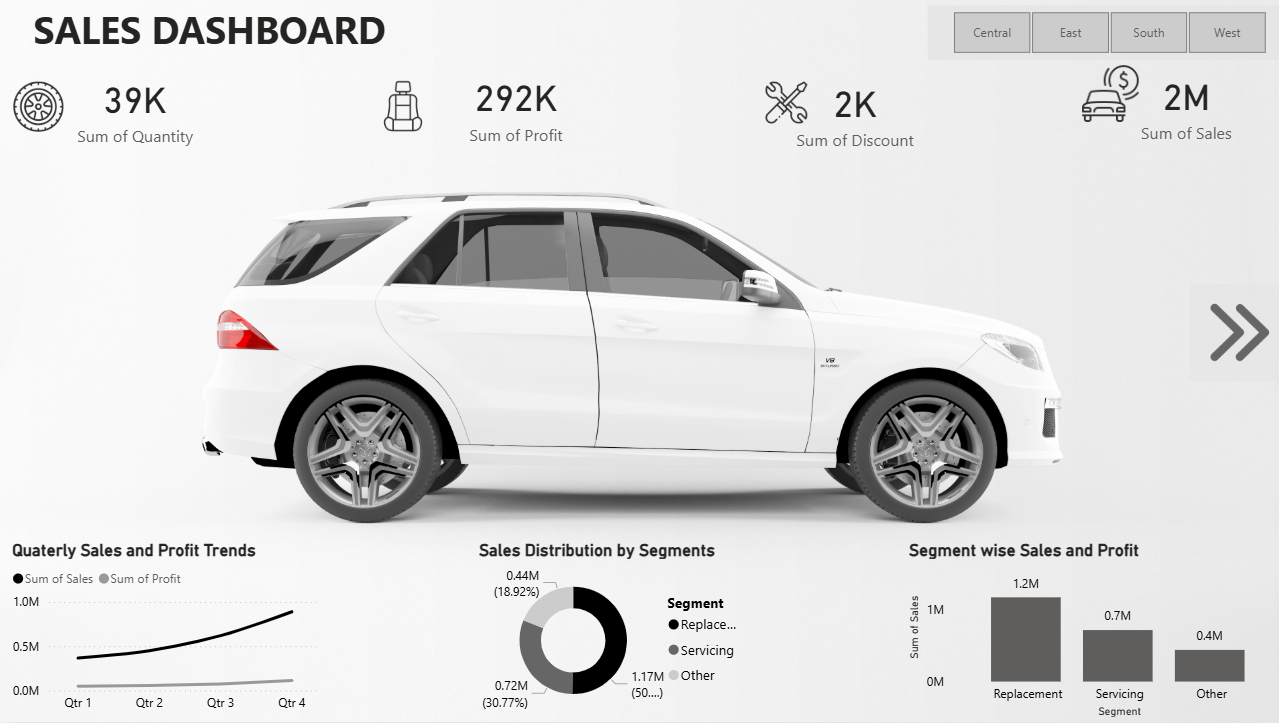 SALES DASHBOARD
Central
East
South
West
39K
Sum of Quantity
292K
Sum of Profit
2K
Sum of Discount
$
2M
Sum of Sales
V8
Quaterly Sales and Profit Trends
Sum of Sales
Sum of Profit
1.0M
0.5M
0.0M
Qtr 1
Qtr 2
Qtr 3
Qtr 4
Sales Distribution by Segments
0.44M
(18.92%)
0.72M
(30.77%)
1.17M
(50....)
Segment
Replace...
Servicing
Other
Segment wise Sales and Profit
Sum of Sales
1M
0M
1.2M
0.7M
0.4M
Replacement
Servicing
Other
Segment